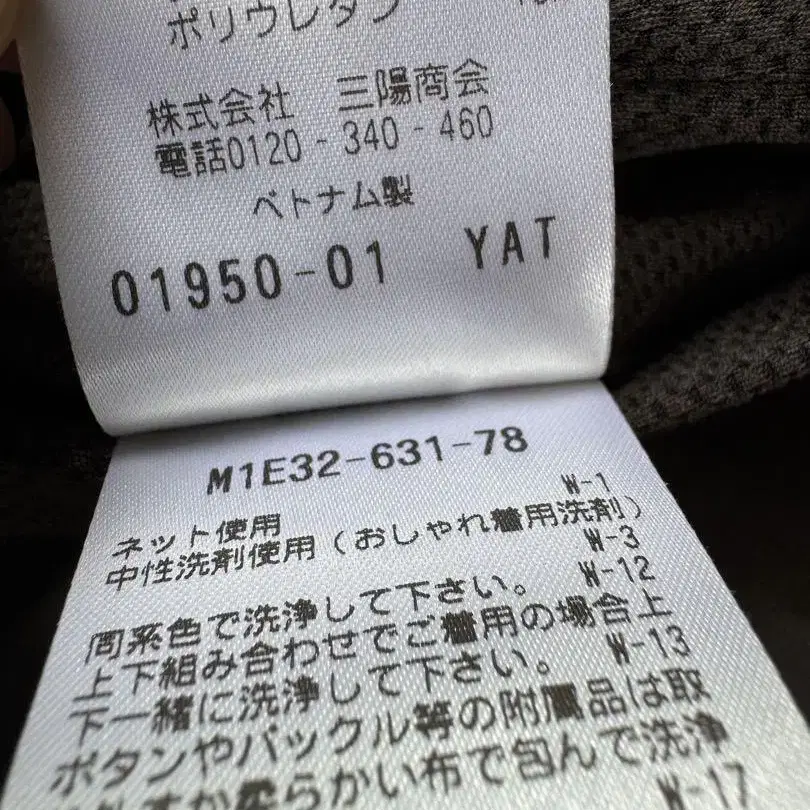 ポリウレタン
株式会社 三陽商会
電話0120-340-460
ベトナム製
01950-01 YAT
M1E32-631-78
W-1
ネット使用
中性洗剤使用(おしゃれ着用洗剤)
W-3
W-12
同系色で洗浄して下さい。
上下組み合わせでご着用の場合上
W-13
下一緒に洗浄して下さい。
ボタンやバックル等の附属品は取
柔らかい布で包んで洗浄
W-17